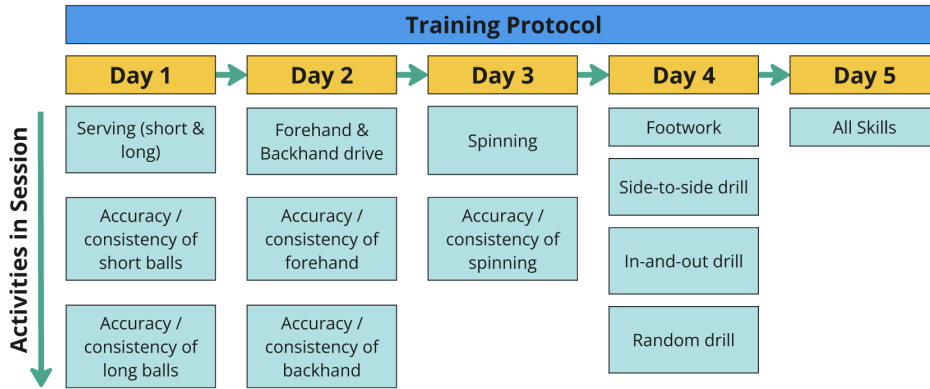 Training Protocol
Day 1
Day 2
Day 3
Day 4
Day 5
Activities in Session
Serving (short &
long)
Accuracy /
consistency of
short balls
Accuracy /
consistency of
long balls
Forehand &
Backhand drive
Accuracy /
consistency of
forehand
Accuracy /
consistency of
backhand
Spinning
Accuracy /
consistency of
spinning
Footwork
Side-to-side drill
In-and-out drill
Random drill
All Skills